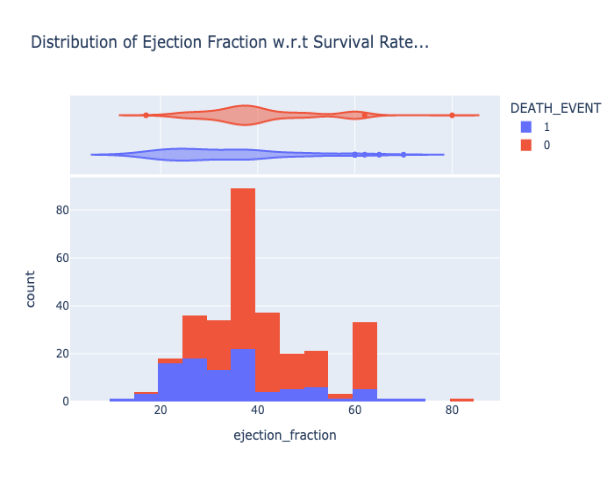 Distribution of Ejection Fraction w.r.t Survival Rate...
DEATH_EVENT
1
0
80
60
40
20
0
count
20 40 60 80
ejection_fraction